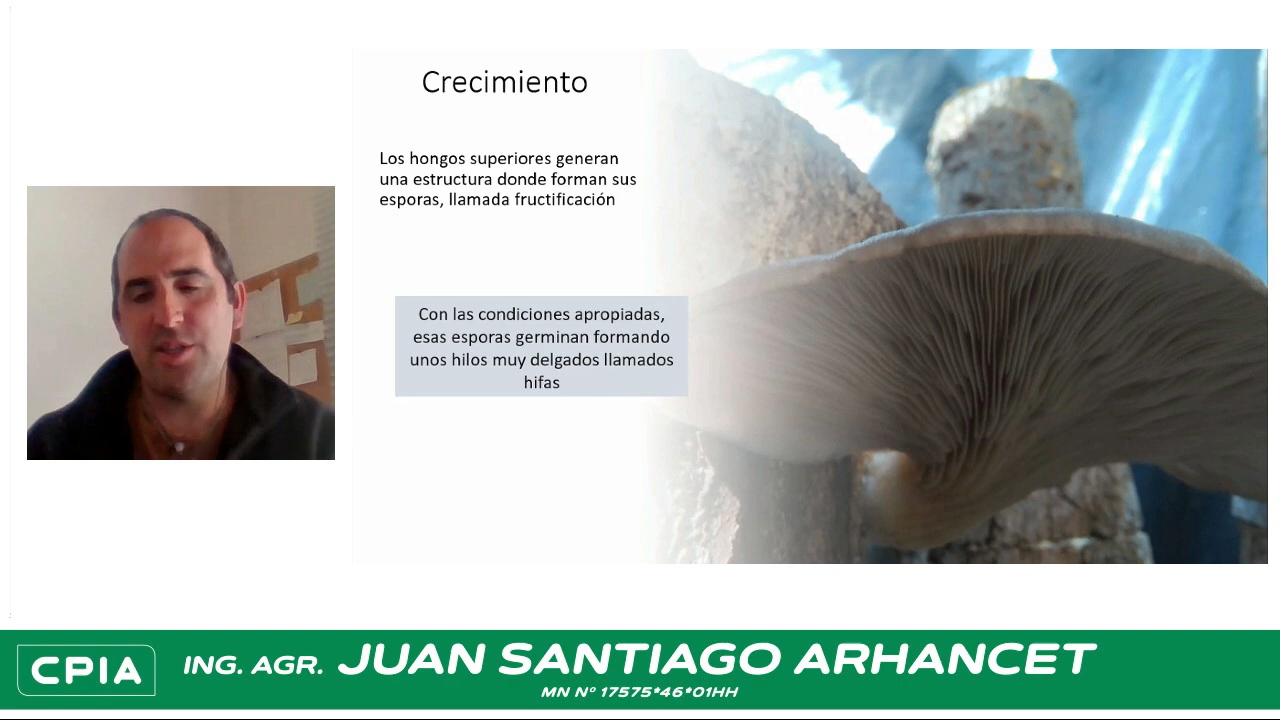 Crecimiento
Los hongos superiores generan
una estructura donde forman sus
esporas, llamada fructificación
Con las condiciones apropiadas,
esas esporas germinan formando
unos hilos muy delgados llamados
hifas
CPIA
ING. AGR. JUAN SANTIAGO ARHANCET
MN Nº 17575*46*01HH